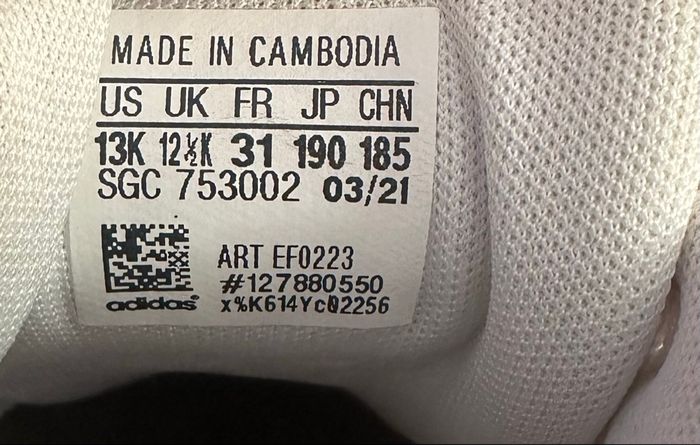 MADE IN CAMBODIA
US UK FR JP CHN
13K 12½K 31 190 185
SGC 753002 03/21
ART EF0223
#127880550
adidas® x%K614Yc02256